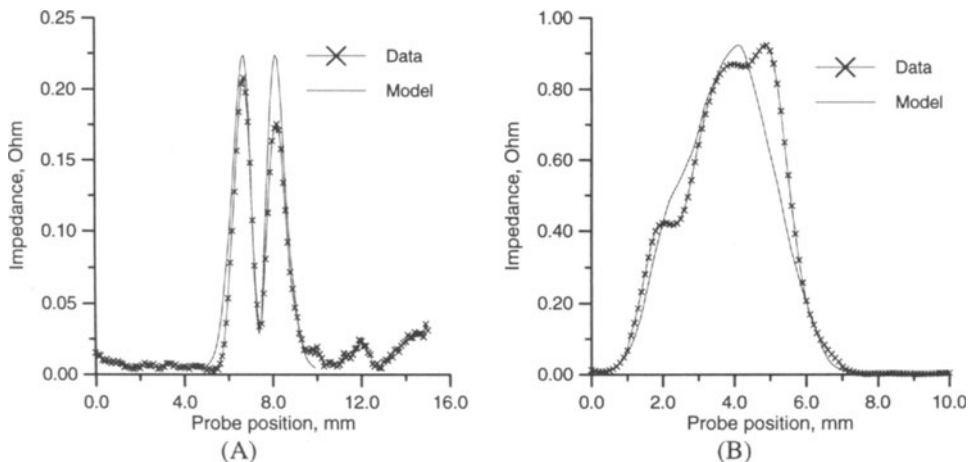 0.25
0.20
0.15
0.10
0.05
0.00
Impedance, Ohm
Data
Model
0.0
4.0
8.0
12.0
16.0
Probe position, mm
(A)
1.00
0.80
0.60
0.40
0.20
0.00
Impedance, Ohm
Data
Model
0.0
2.0
4.0
6.0
8.0
10.0
Probe position, mm
(B)